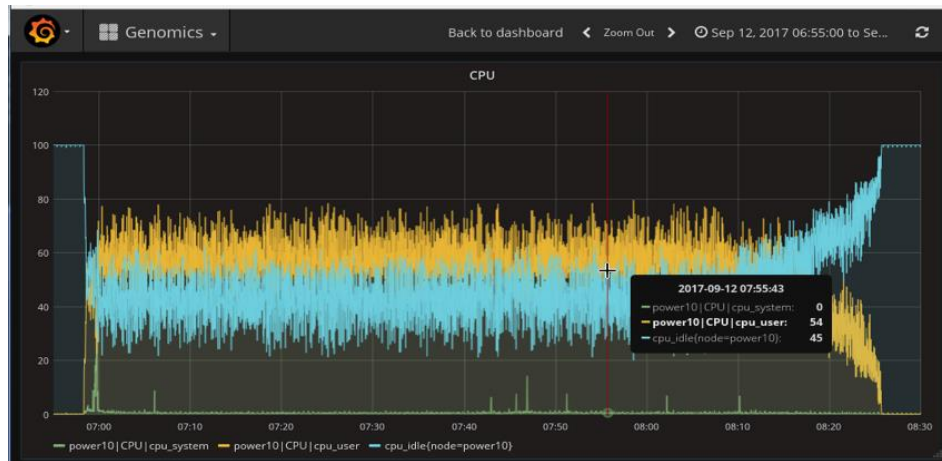 Genomics
Back to dashboard Zoom Out Sep 12, 2017 06:55:00 to Se...
CPU
120
100
80
60
40
20
0
2017-09-12 07:55:43
power10|CPU|cpu_system: 0
power10|CPU|cpu_user: 54
cpu_idle{node=power10}: 45
07:00 07:10 07:20 07:30 07:40 07:50 08:00 08:10 08:20 08:30
power10|CPU|cpu_system power10|CPU|cpu_user cpu_idle{node=power10}